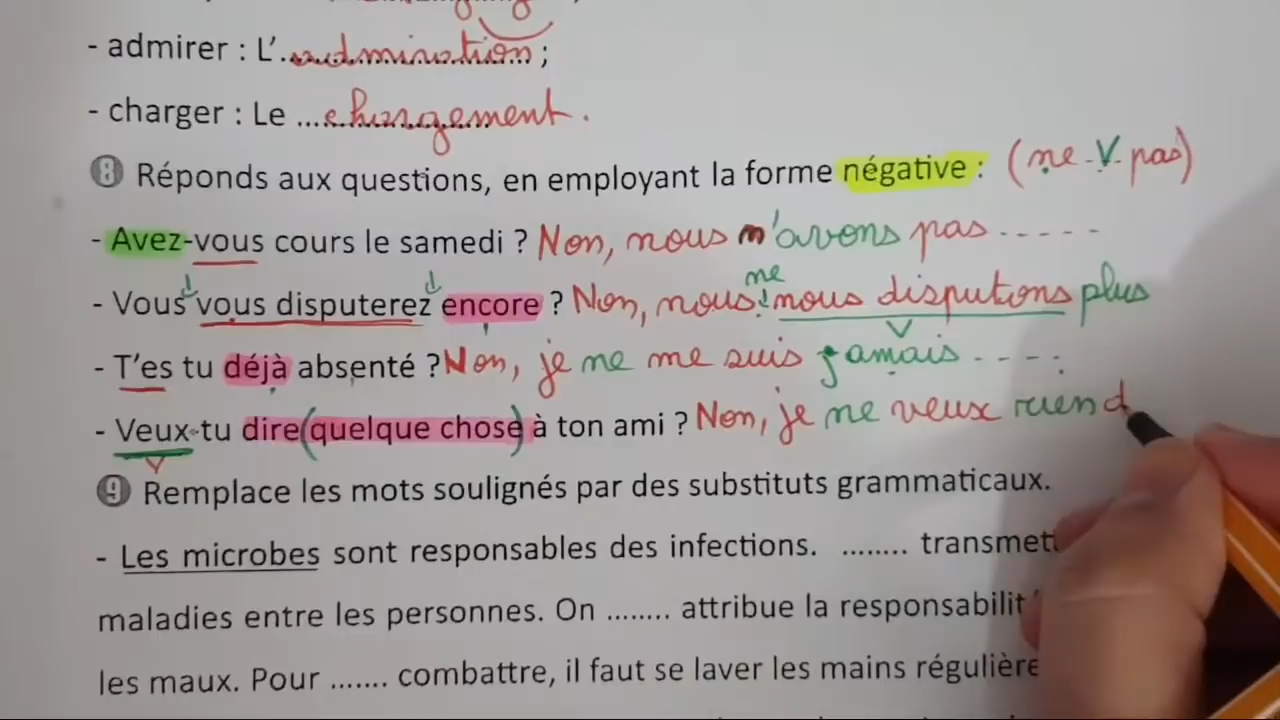 - admirer : L'admiration ;
- charger : Le ...chargement.
8 Réponds aux questions, en employant la forme négative : (ne - V - pas)
- Avez-vous cours le samedi ? Non, nous n'avons pas -----
- Vous vous disputerez encore ? Non, nous ne nous disputons plus
- T'es tu déjà absenté ? Non, je ne me suis jamais ----.
- Veux-tu dire (quelque chose) à ton ami ? Non, je ne veux rien d
9 Remplace les mots soulignés par des substituts grammaticaux.
- Les microbes sont responsables des infections. ........ transmett
maladies entre les personnes. On ........ attribue la responsabilit
les maux. Pour ....... combattre, il faut se laver les mains régulière